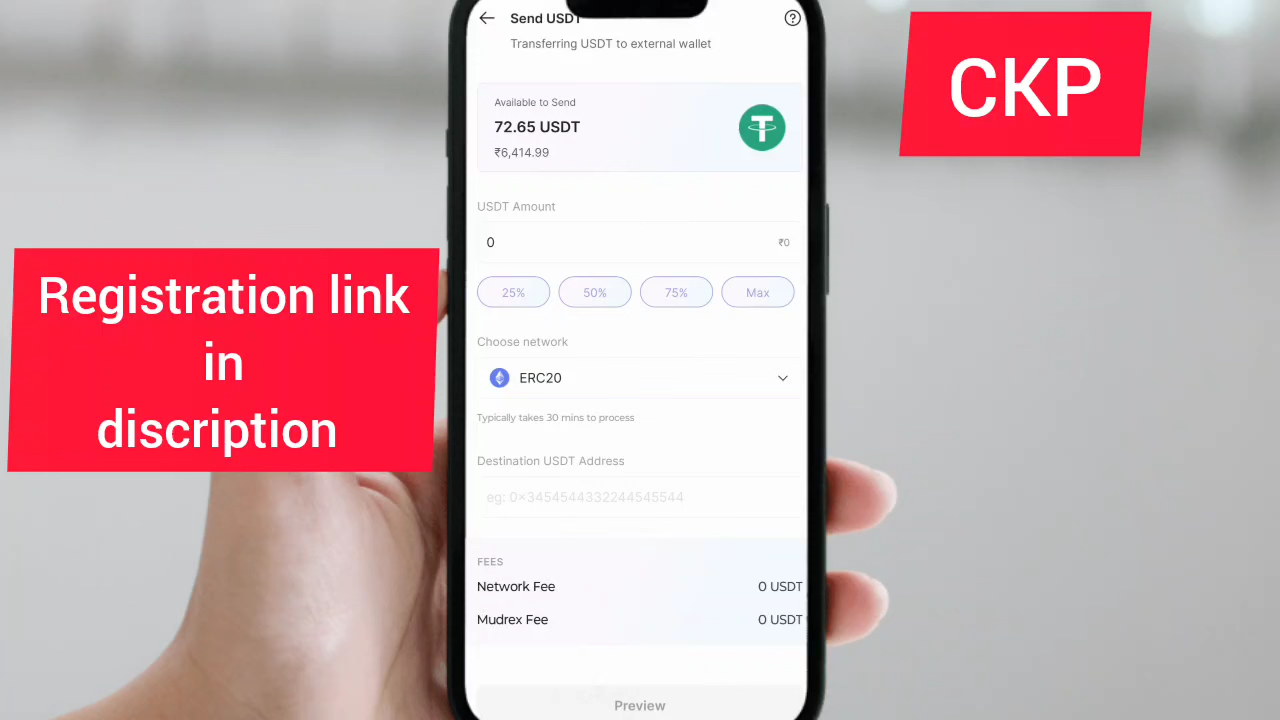 Send USDT
Transferring USDT to external wallet
CKP
Available to Send
72.65 USDT
₹6,414.99
USDT Amount
0 ₹0
25% 50% 75% Max
Registration link
in
discription
Choose network
ERC20
Typically takes 30 mins to process
Destination USDT Address
eg: 0x3454544332244545544
FEES
Network Fee 0 USDT
Mudrex Fee 0 USDT
Preview